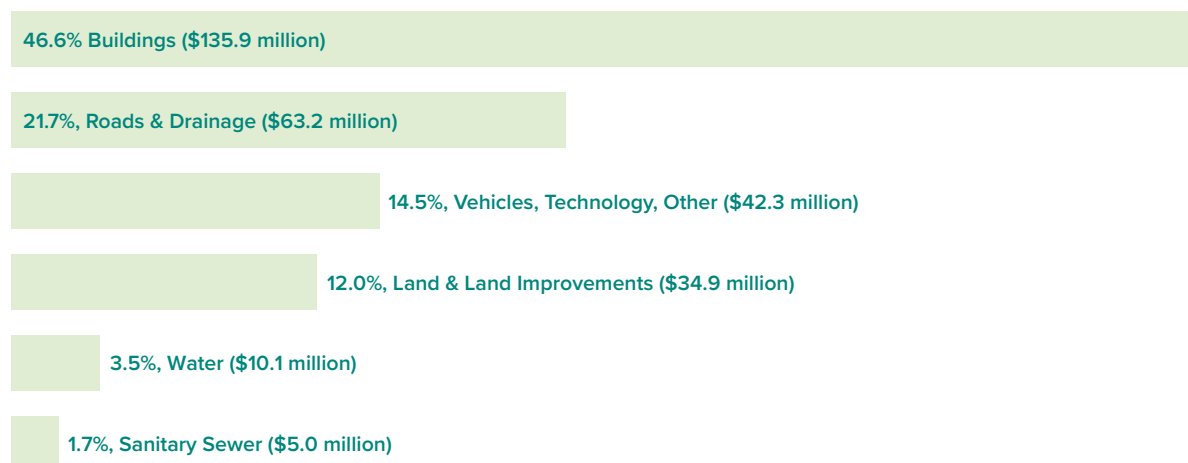 46.6% Buildings ($135.9 million)
21.7%, Roads & Drainage ($63.2 million)
14.5%, Vehicles, Technology, Other ($42.3 million)
12.0%, Land & Land Improvements ($34.9 million)
3.5%, Water ($10.1 million)
1.7%, Sanitary Sewer ($5.0 million)